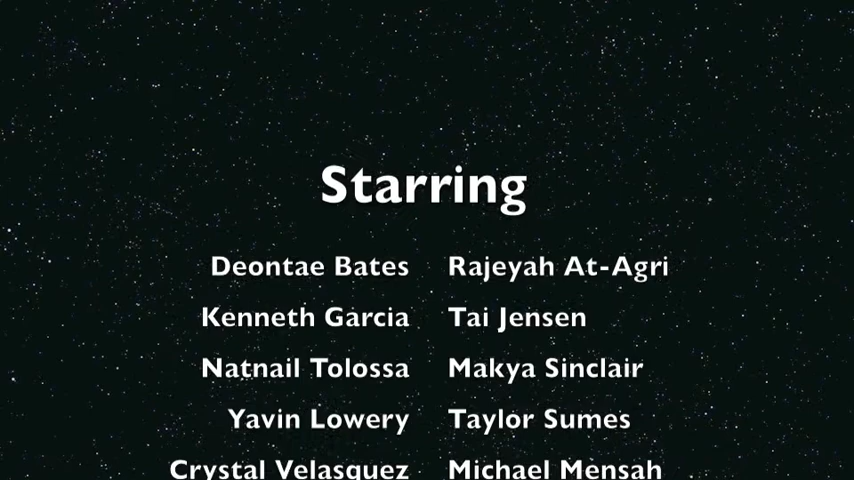 Starring
Deontae Bates Rajeyah At-Agri
Kenneth Garcia Tai Jensen
Natnail Tolossa Makya Sinclair
Yavin Lowery Taylor Sumes
Crystal Velasquez Michael Mensah